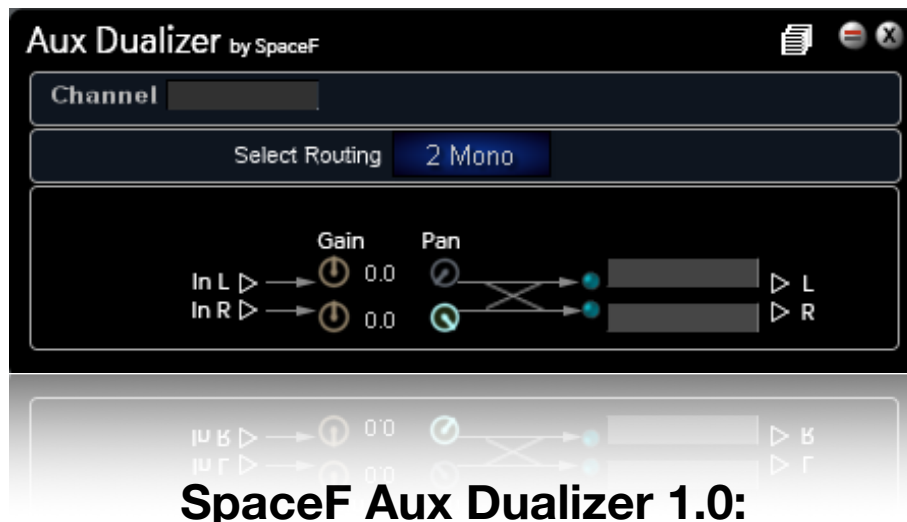 Aux Dualizer by SpaceF
Channel
Select Routing 2 Mono
Gain Pan
In L 0.0 L
In R 0.0 R
SpaceF Aux Dualizer 1.0: